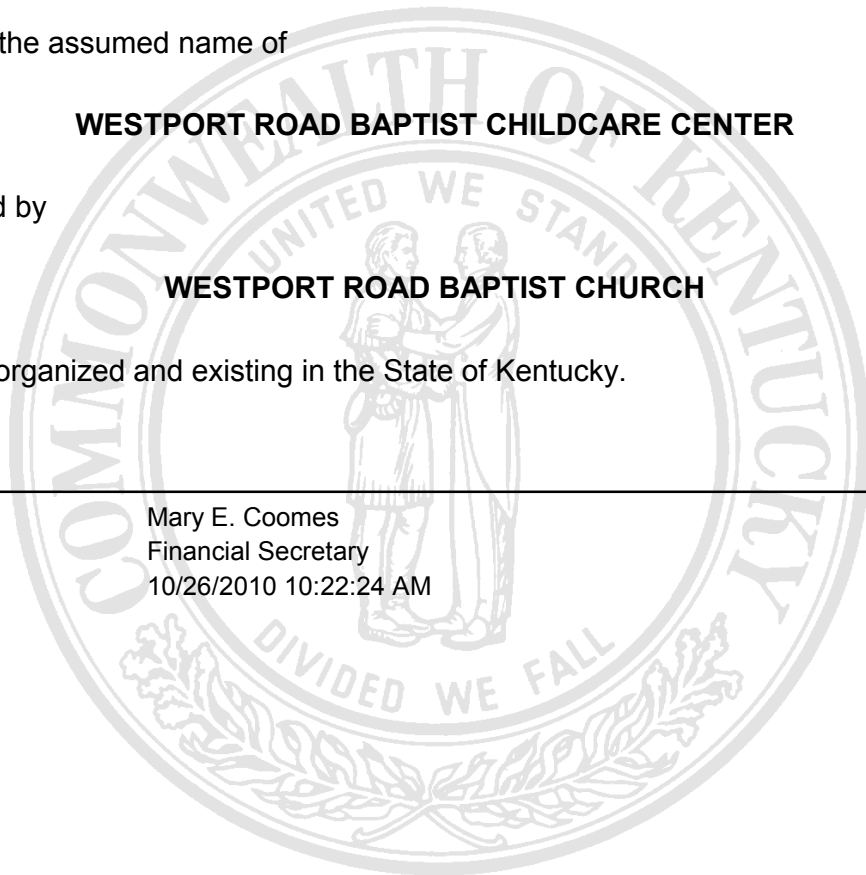 the assumed name of
WESTPORT ROAD BAPTIST CHILDCARE CENTER
d by
WESTPORT ROAD BAPTIST CHURCH
organized and existing in the State of Kentucky.
Mary E. Coomes
Financial Secretary
10/26/2010 10:22:24 AM
COMMONWEALTH OF KENTUCKY
UNITED WE STAND
DIVIDED WE FALL